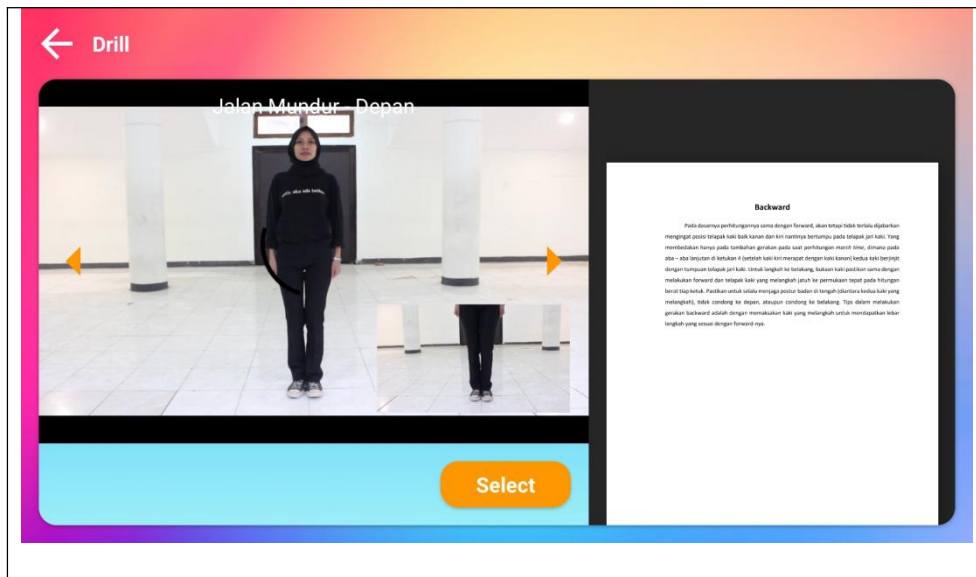 Drill
Jalan Mundur - Depan
Backward
Pada dasarnya perhitungannya sama dengan forward, akan tetapi tidak terlalu dijabarkan
mengingat posisi telapak kaki baik kanan dan kiri nantinya bertumpu pada telapak jari kaki. Yang
membedakan hanya pada tambahan gerakan pada saat perhitungan march time, dimana pada
aba – aba lanjutan di ketukan 4 (setelah kaki kiri merapat dengan kaki kanan) kedua kaki berjinjit
dengan tumpuan telapak jari kaki. Untuk langkah ke belakang, bukaan kaki pastikan sama dengan
melakukan forward dan telapak kaki yang melangkah jatuh ke permukaan tepat pada hitungan
berat tiap ketuk. Pastikan untuk selalu menjaga postur badan di tengah (diantara kedua kaki yang
melangkah), tidak condong ke depan, ataupun condong ke belakang. Tips dalam melakukan
gerakan backward adalah dengan memaksakan kaki yang melangkah untuk mendapatkan lebar
langkah yang sesuai dengan forward nya.
Select